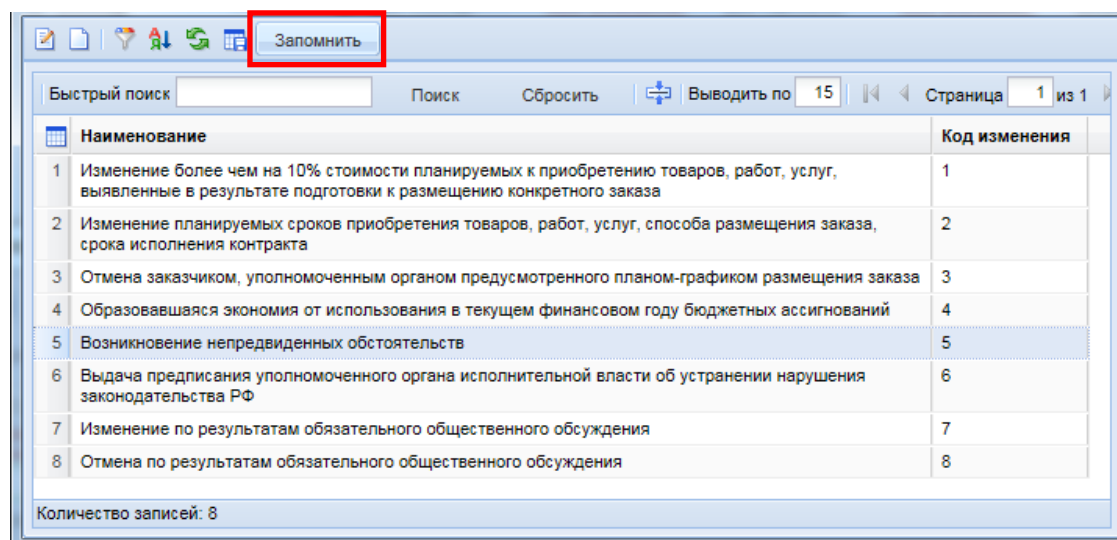 Запомнить
Быстрый поиск Поиск Сбросить Выводить по 15 Страница 1 из 1
Наименование Код изменения
1 Изменение более чем на 10% стоимости планируемых к приобретению товаров, работ, услуг, 1
выявленные в результате подготовки к размещению конкретного заказа
2 Изменение планируемых сроков приобретения товаров, работ, услуг, способа размещения заказа, 2
срока исполнения контракта
3 Отмена заказчиком, уполномоченным органом предусмотренного планом-графиком размещения заказа 3
4 Образовавшаяся экономия от использования в текущем финансовом году бюджетных ассигнований 4
5 Возникновение непредвиденных обстоятельств 5
6 Выдача предписания уполномоченного органа исполнительной власти об устранении нарушения 6
законодательства РФ
7 Изменение по результатам обязательного общественного обсуждения 7
8 Отмена по результатам обязательного общественного обсуждения 8
Количество записей: 8